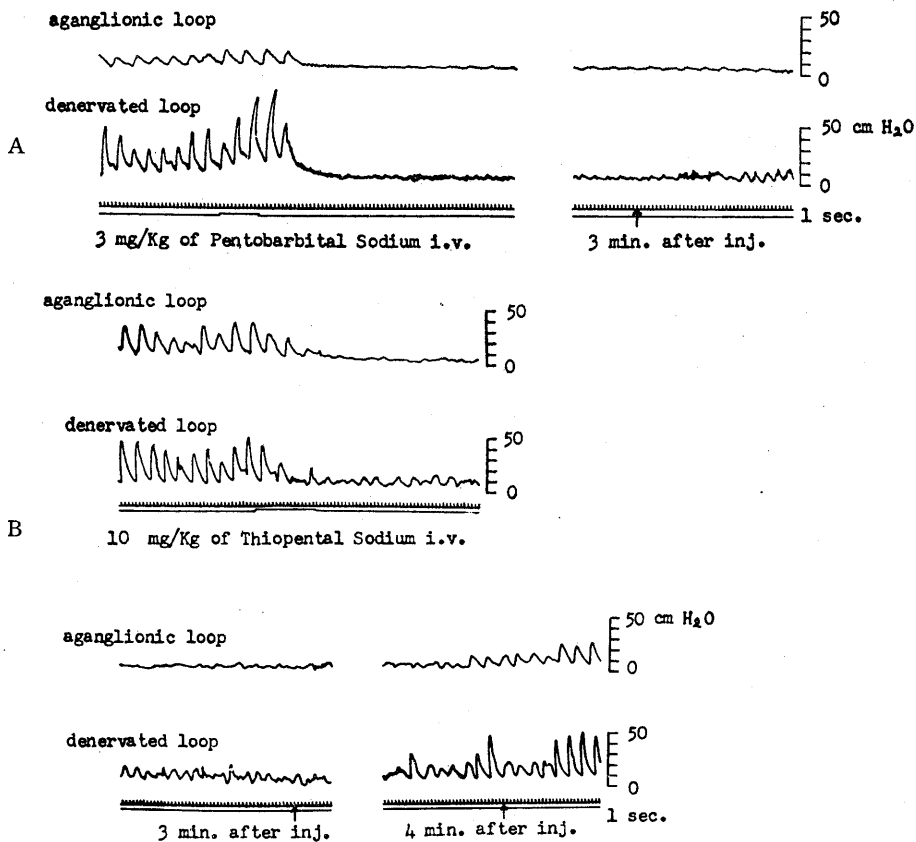 aganglionic loop
50
0
denervated loop
A
50 cm H₂O
0
1 sec.
3 mg/Kg of Pentobarbital Sodium i.v.
3 min. after inj.
aganglionic loop
50
0
denervated loop
50
0
B
10 mg/Kg of Thiopental Sodium i.v.
aganglionic loop
50 cm H₂O
0
denervated loop
50
0
1 sec.
3 min. after inj.
4 min. after inj.